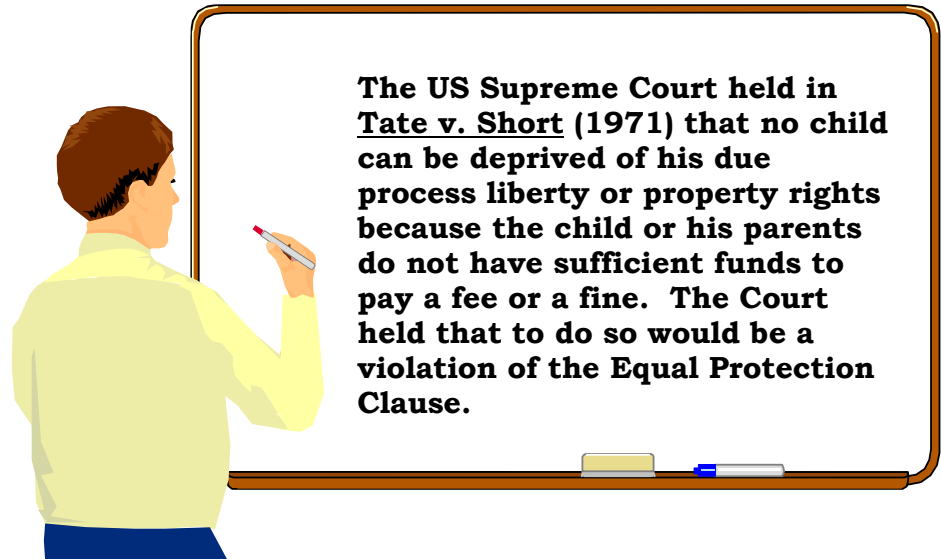 The US Supreme Court held in
Tate v. Short (1971) that no child
can be deprived of his due
process liberty or property rights
because the child or his parents
do not have sufficient funds to
pay a fee or a fine.  The Court
held that to do so would be a
violation of the Equal Protection
Clause.